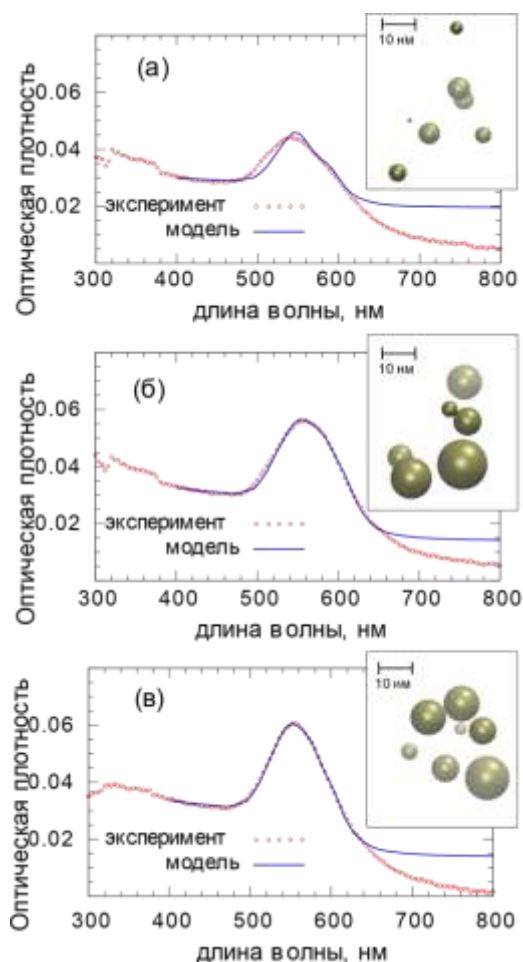 (а)
10 нм
Оптическая плотность
0.06
0.04
0.02
эксперимент
модель
300 400 500 600 700 800
длина волны, нм
(б)
10 нм
Оптическая плотность
0.06
0.04
0.02
эксперимент
модель
300 400 500 600 700 800
длина волны, нм
(в)
10 нм
Оптическая плотность
0.06
0.04
0.02
эксперимент
модель
300 400 500 600 700 800
длина волны, нм